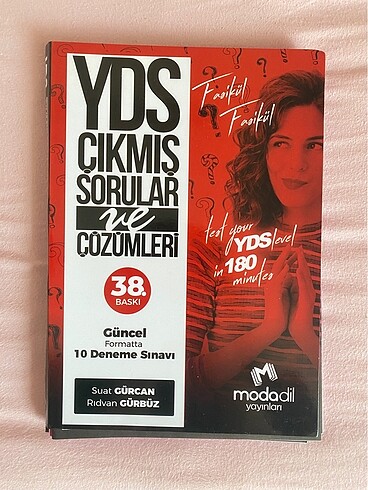 YDS
ÇIKMIŞ
SORULAR
ve
ÇÖZÜMLERİ
38.
BASKI
Güncel
Formatta
10 Deneme Sınavı
Suat GÜRCAN
Rıdvan GÜRBÜZ
Fasikül
Fasikül
test your
YDS level
in 180
minutes
M
modadil
yayınları